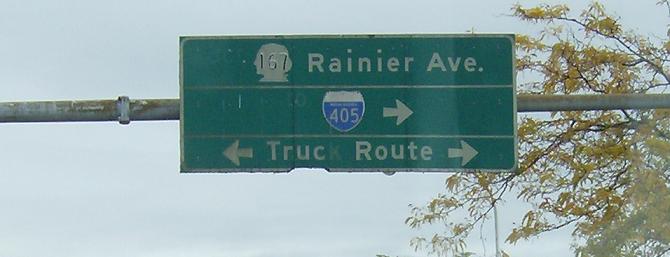 167 Rainier Ave.
405
Truck Route